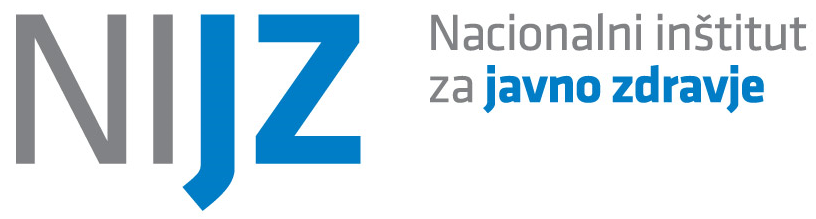 NIJZ
Nacionalni inštitut
za javno zdravje